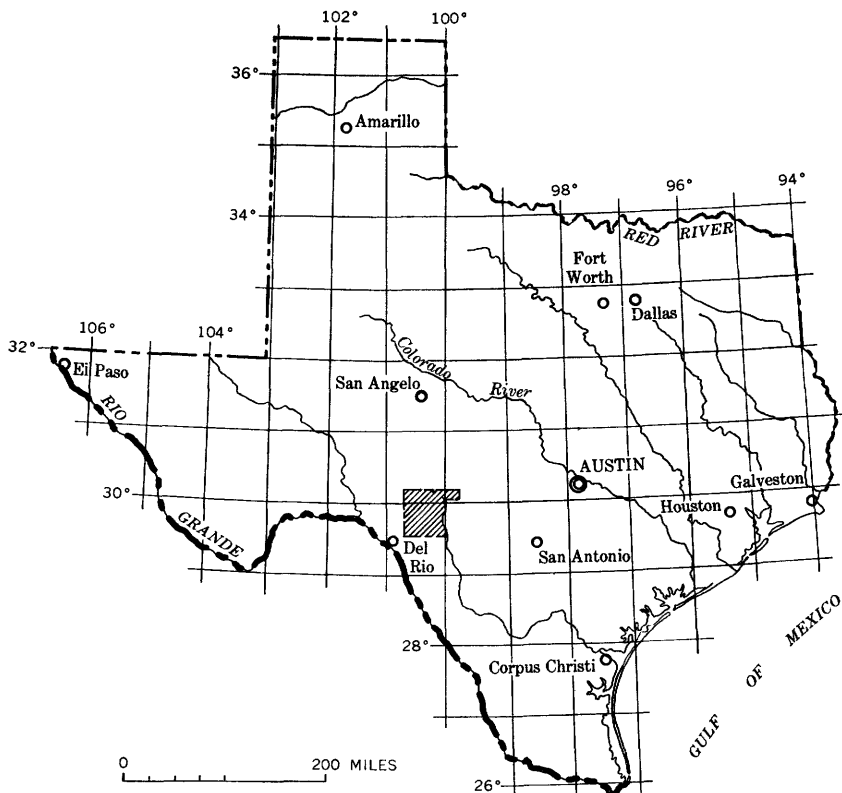 102°
100°
36°
Amarillo
98°
96°
94°
34°
RED RIVER
Fort
Worth
Dallas
106°
104°
32°
El Paso
Colorado
River
San Angelo
RIO
GRANDE
AUSTIN
Galveston
30°
Houston
Del
Rio
San Antonio
28°
Corpus Christi
GULF OF MEXICO
26°
0
200 MILES